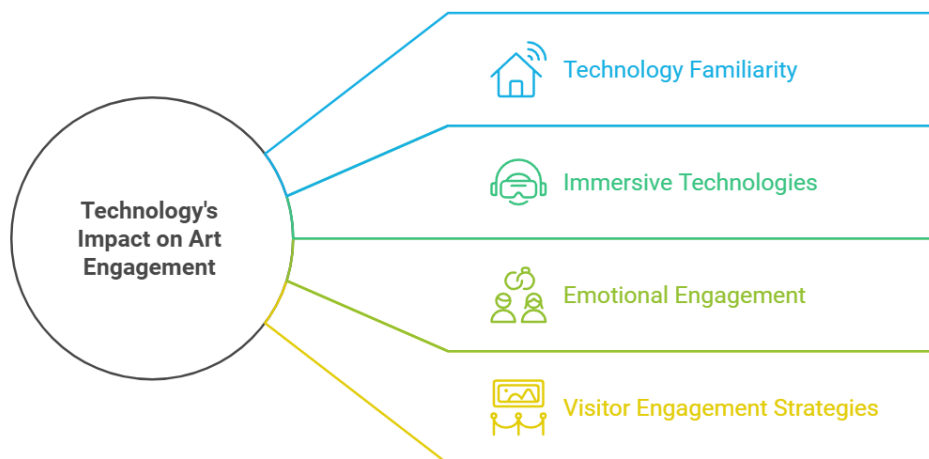 Technology's
Impact on Art
Engagement
Technology Familiarity
Immersive Technologies
Emotional Engagement
Visitor Engagement Strategies